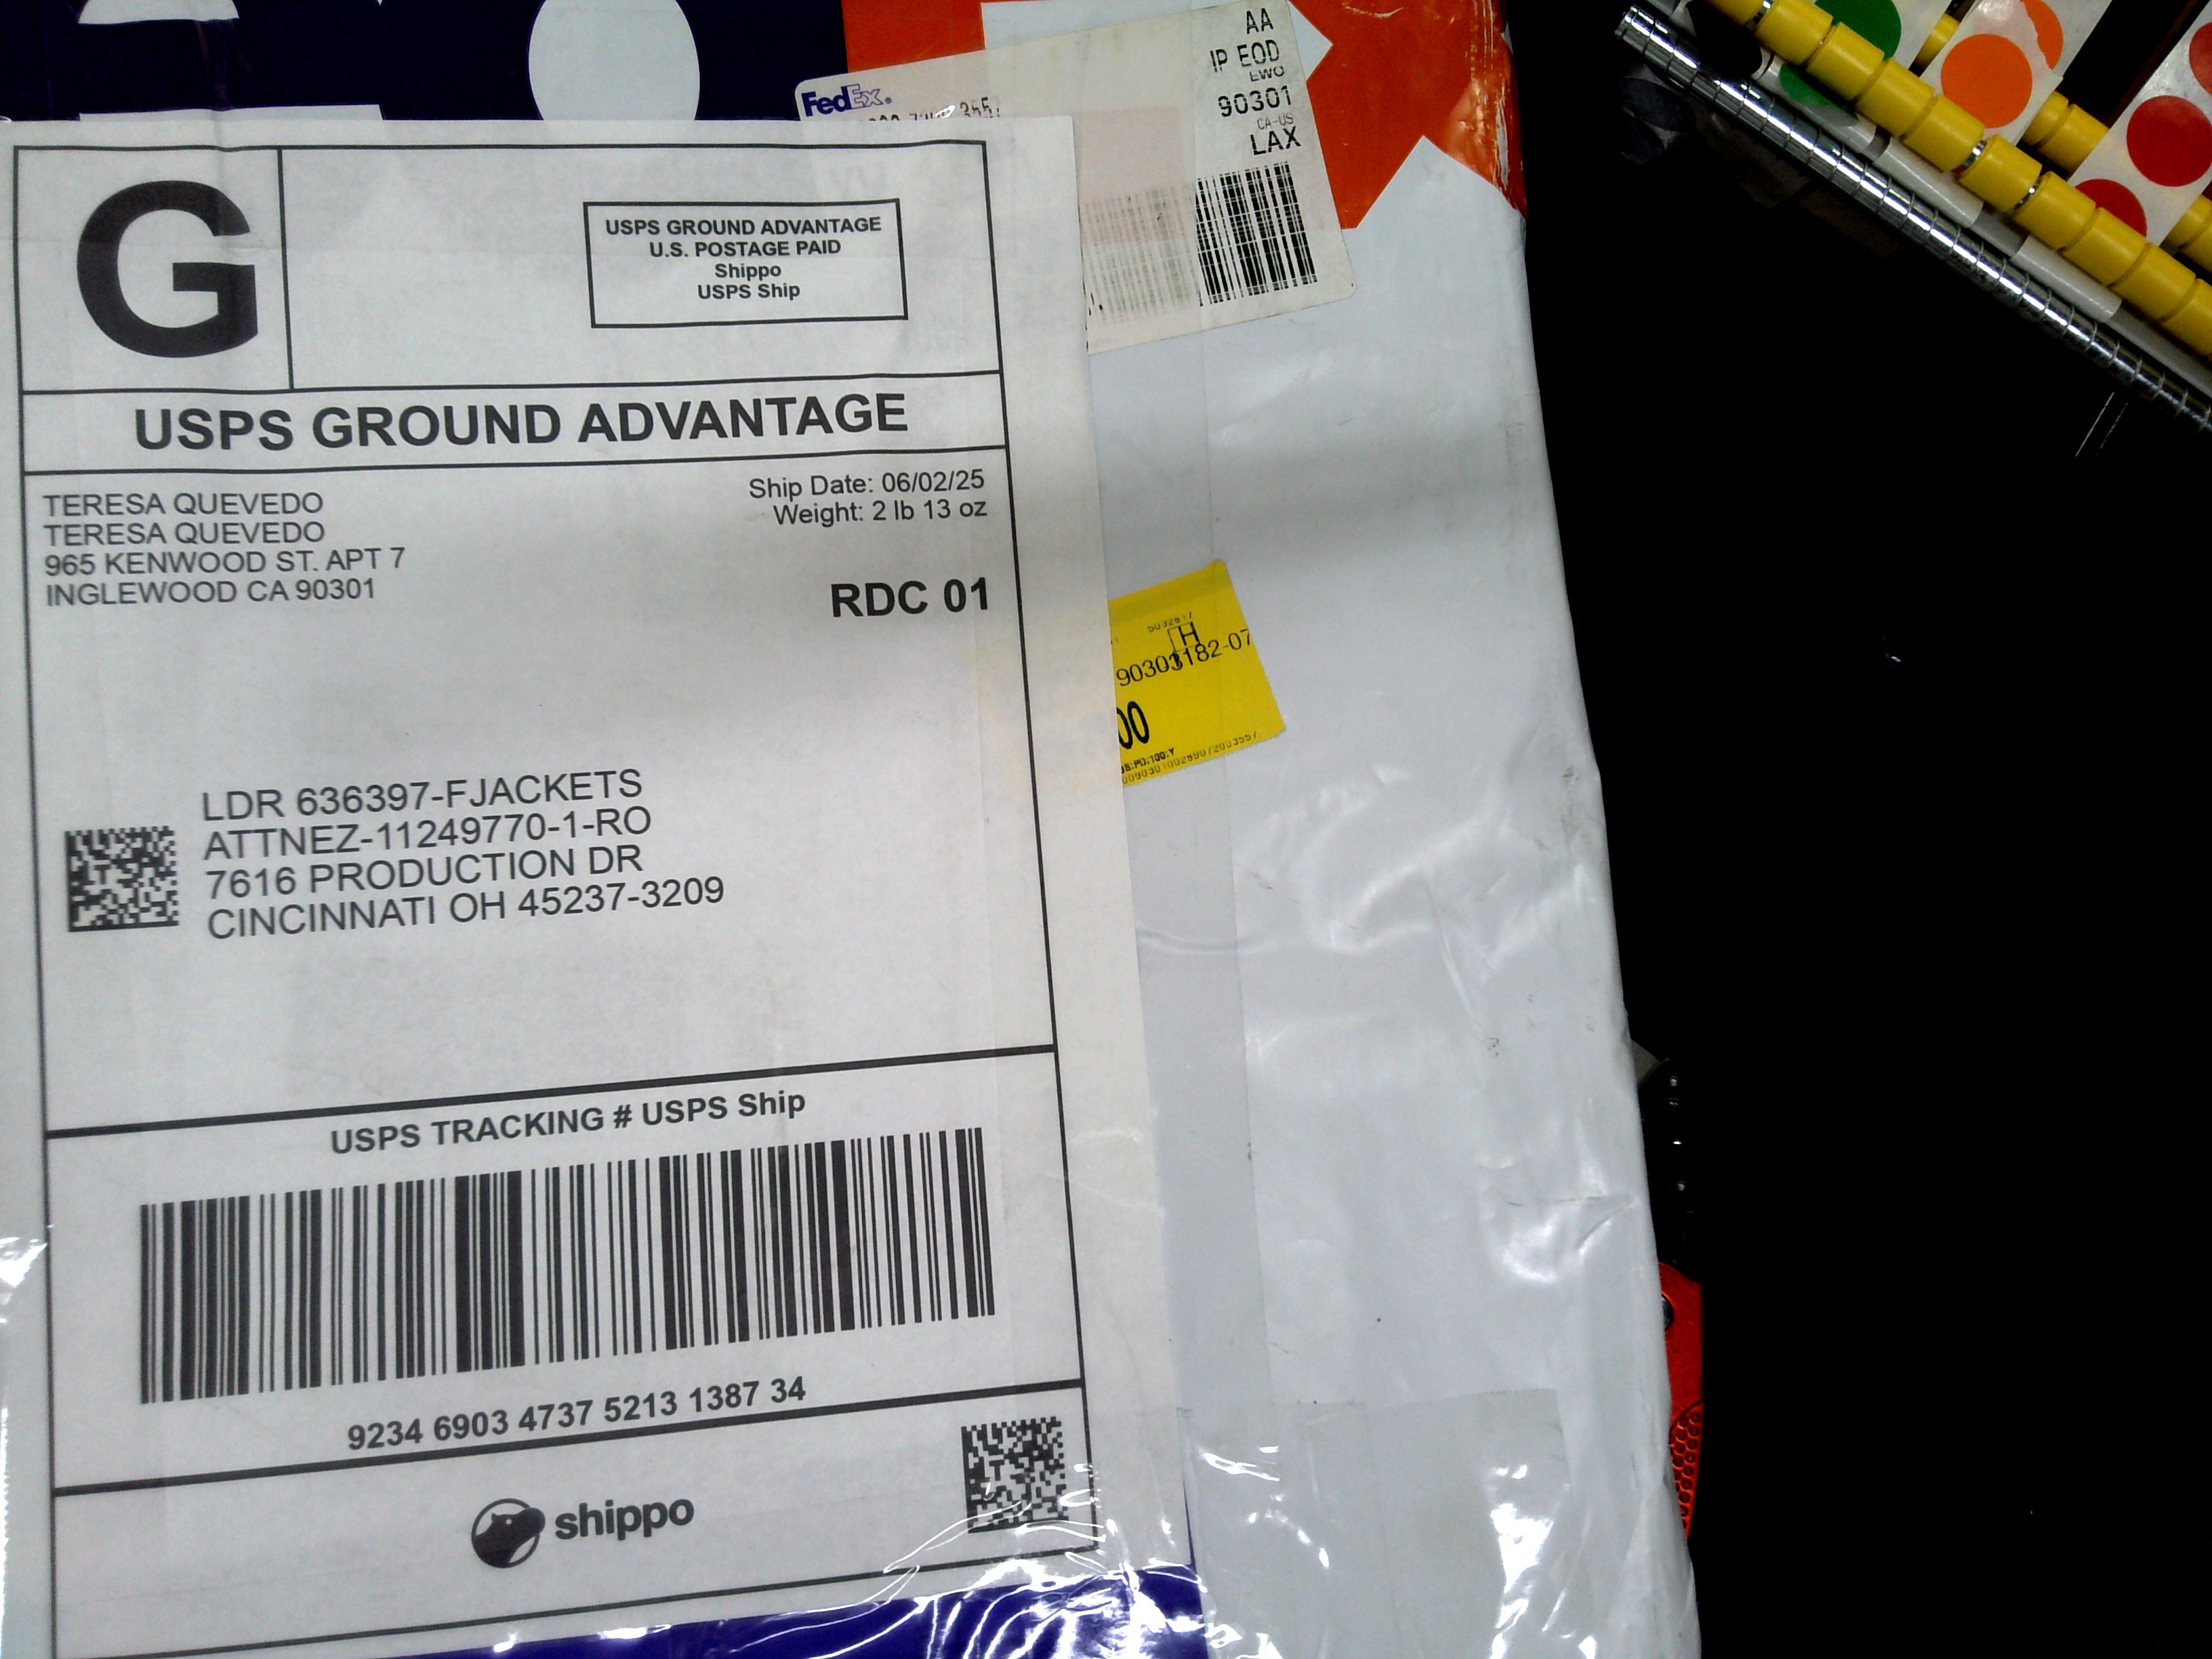 AA
IP EOD
EWO
FedEx.
90301
CA-US
LAX
G
USPS GROUND ADVANTAGE
U.S. POSTAGE PAID
Shippo
USPS Ship
USPS GROUND ADVANTAGE
TERESA QUEVEDO
TERESA QUEVEDO
965 KENWOOD ST. APT 7
INGLEWOOD CA 90301
Ship Date: 06/02/25
Weight: 2 lb 13 oz
RDC 01
H
00
LDR 636397-FJACKETS
ATTNEZ-11249770-1-RO
7616 PRODUCTION DR
CINCINNATI OH 45237-3209
USPS TRACKING # USPS Ship
9234 6903 4737 5213 1387 34
shippo